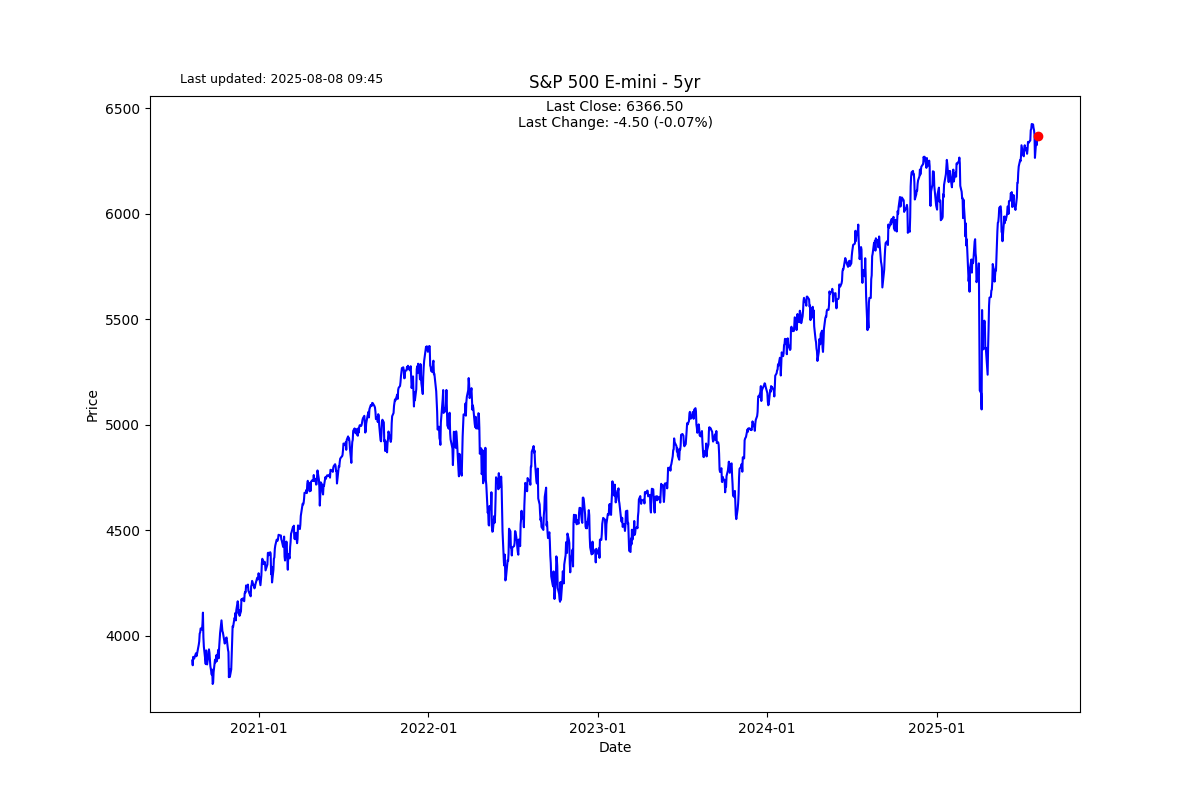 Last updated: 2025-08-08 09:45
S&P 500 E-mini - 5yr
Last Close: 6366.50
Last Change: -4.50 (-0.07%)
Price
6500
6000
5500
5000
4500
4000
2021-01 2022-01 2023-01 2024-01 2025-01
Date